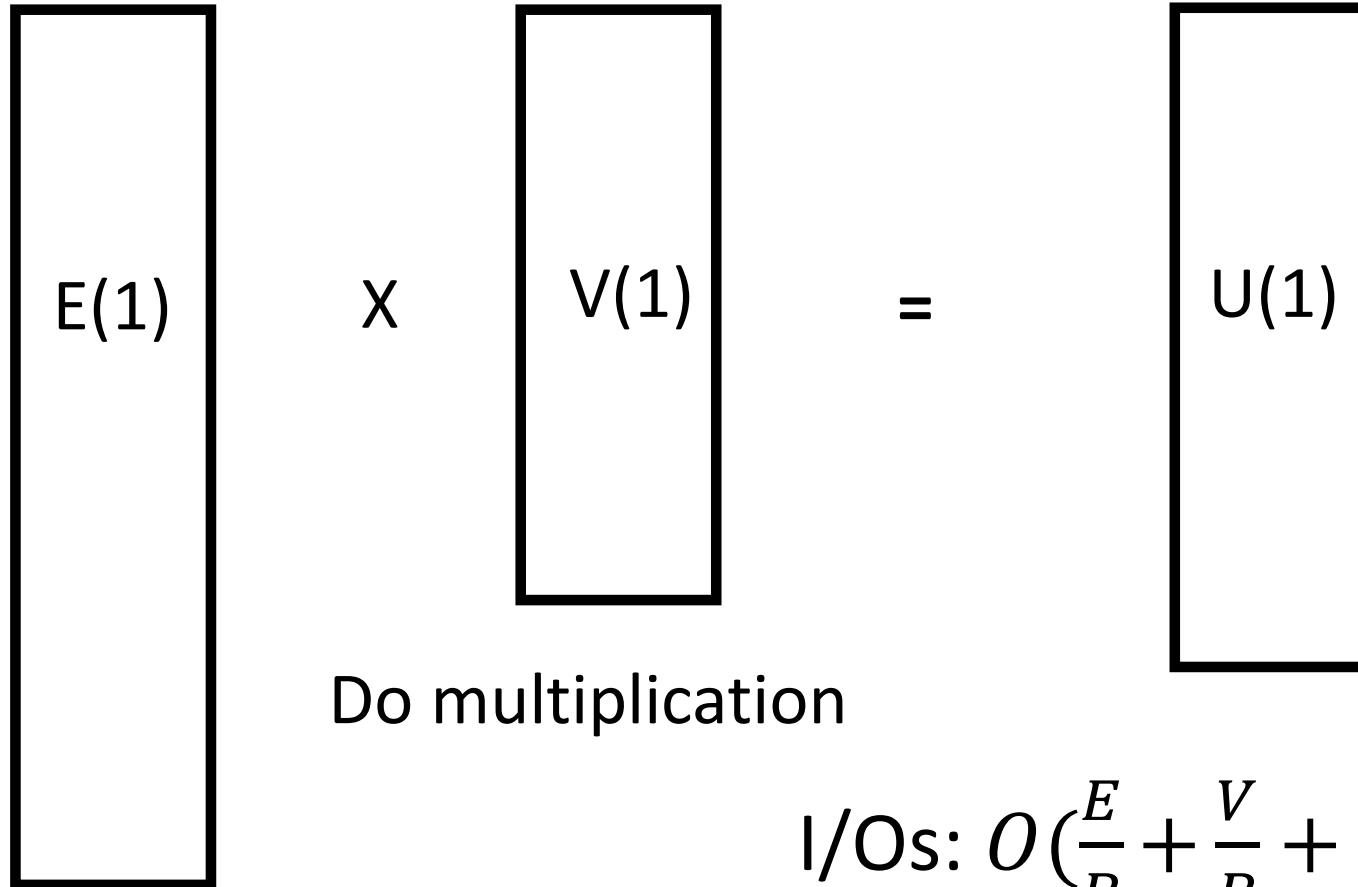 E(1) X V(1) = U(1)
Do multiplication
I/Os: O(E/B + V/B +